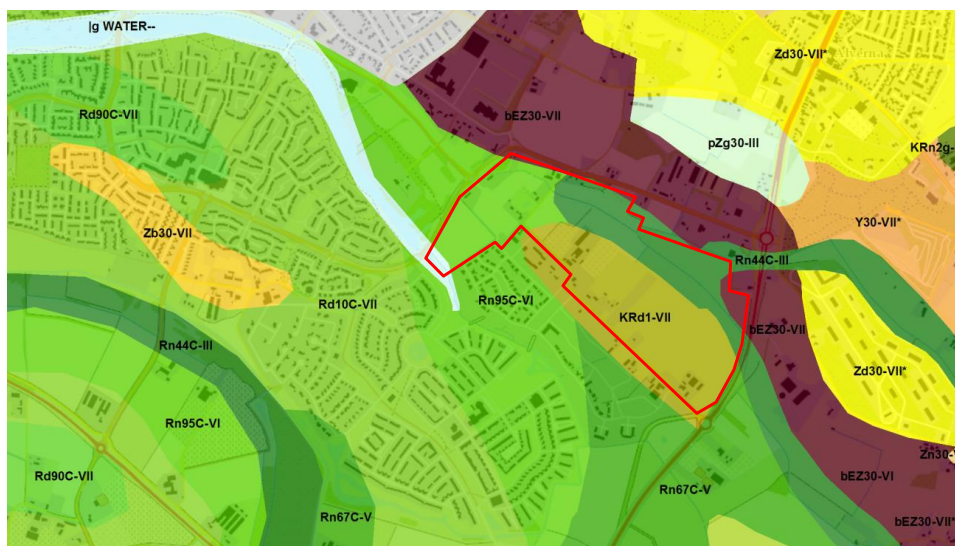 |g WATER--
Zd30-VII*
Alverna
Rd90C-VII
bEZ30-VII
pZg30-III
KRn2g-
Zb30-VII
Y30-VII*
Rn44C-III
Rd10C-VII
Rn95C-VI
KRd1-VII
bEZ30-VII
Rn44C-III
Zd30-VII*
Rn95C-VI
Rd90C-VII
Zn30-V
bEZ30-VI
Rn67C-V
Rn67C-V
bEZ30-VII*